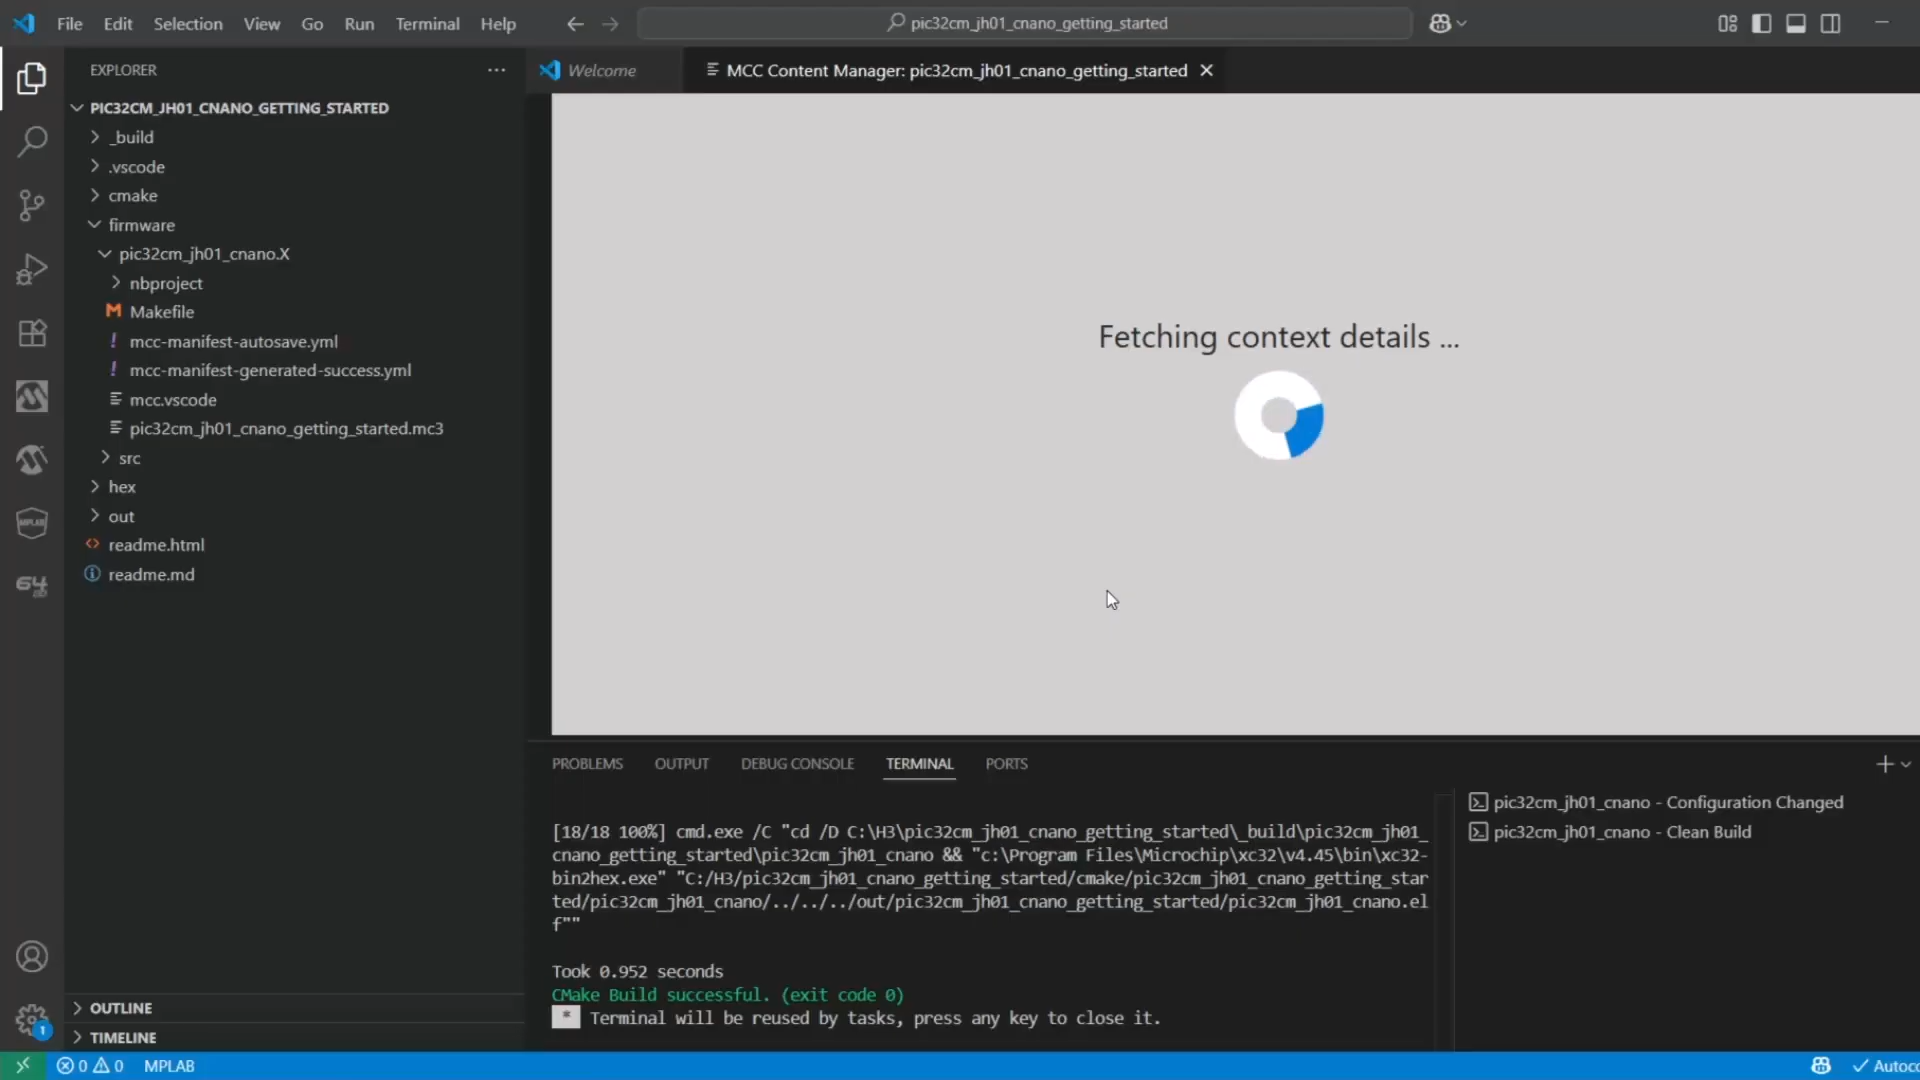 File Edit Selection View Go Run Terminal Help
pic32cm_jh01_cnano_getting_started
EXPLORER
Welcome
MCC Content Manager: pic32cm_jh01_cnano_getting_started
PIC32CM_JH01_CNANO_GETTING_STARTED
_build
.vscode
cmake
firmware
pic32cm_jh01_cnano.X
nbproject
M Makefile
! mcc-manifest-autosave.yml
! mcc-manifest-generated-success.yml
mcc.vscode
pic32cm_jh01_cnano_getting_started.mc3
src
hex
out
readme.html
readme.md
OUTLINE
TIMELINE
Fetching context details ...
PROBLEMS OUTPUT DEBUG CONSOLE TERMINAL PORTS
[18/18 100%] cmd.exe /C "cd /D C:\H3\pic32cm_jh01_cnano_getting_started\_build\pic32cm_jh01_
cnano_getting_started\pic32cm_jh01_cnano && "c:\Program Files\Microchip\xc32\v4.45\bin\xc32-
bin2hex.exe" "C:/H3/pic32cm_jh01_cnano_getting_started/cmake/pic32cm_jh01_cnano_getting_star
ted/pic32cm_jh01_cnano/../../../out/pic32cm_jh01_cnano_getting_started/pic32cm_jh01_cnano.el
f""
Took 0.952 seconds
CMake Build successful. (exit code 0)
* Terminal will be reused by tasks, press any key to close it.
pic32cm_jh01_cnano - Configuration Changed
pic32cm_jh01_cnano - Clean Build
MPLAB
64
1
0 0 MPLAB
Autoco